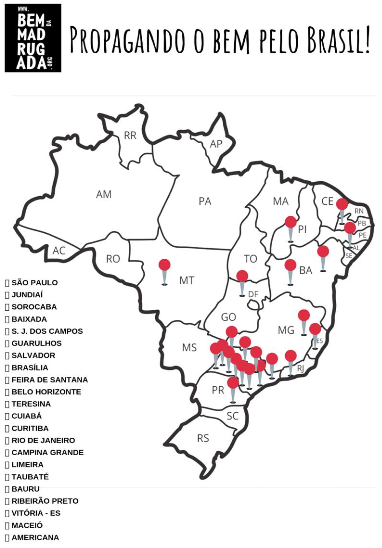 WWW.
BEM
DA
MAD
RUG
ADA.
.ORG
Propagando o bem pelo Brasil!
RR
AP
AM
PA
MA
CE
RN
PB
PI
PE
AL
SE
AC
RO
TO
BA
MT
DF
GO
MG
ES
MS
RJ
PR
SC
RS
SÃO PAULO
JUNDIAÍ
SOROCABA
BAIXADA
S. J. DOS CAMPOS
GUARULHOS
SALVADOR
BRASÍLIA
FEIRA DE SANTANA
BELO HORIZONTE
TERESINA
CUIABÁ
CURITIBA
RIO DE JANEIRO
CAMPINA GRANDE
LIMEIRA
TAUBATÉ
BAURU
RIBEIRÃO PRETO
VITÓRIA - ES
MACEIÓ
AMERICANA